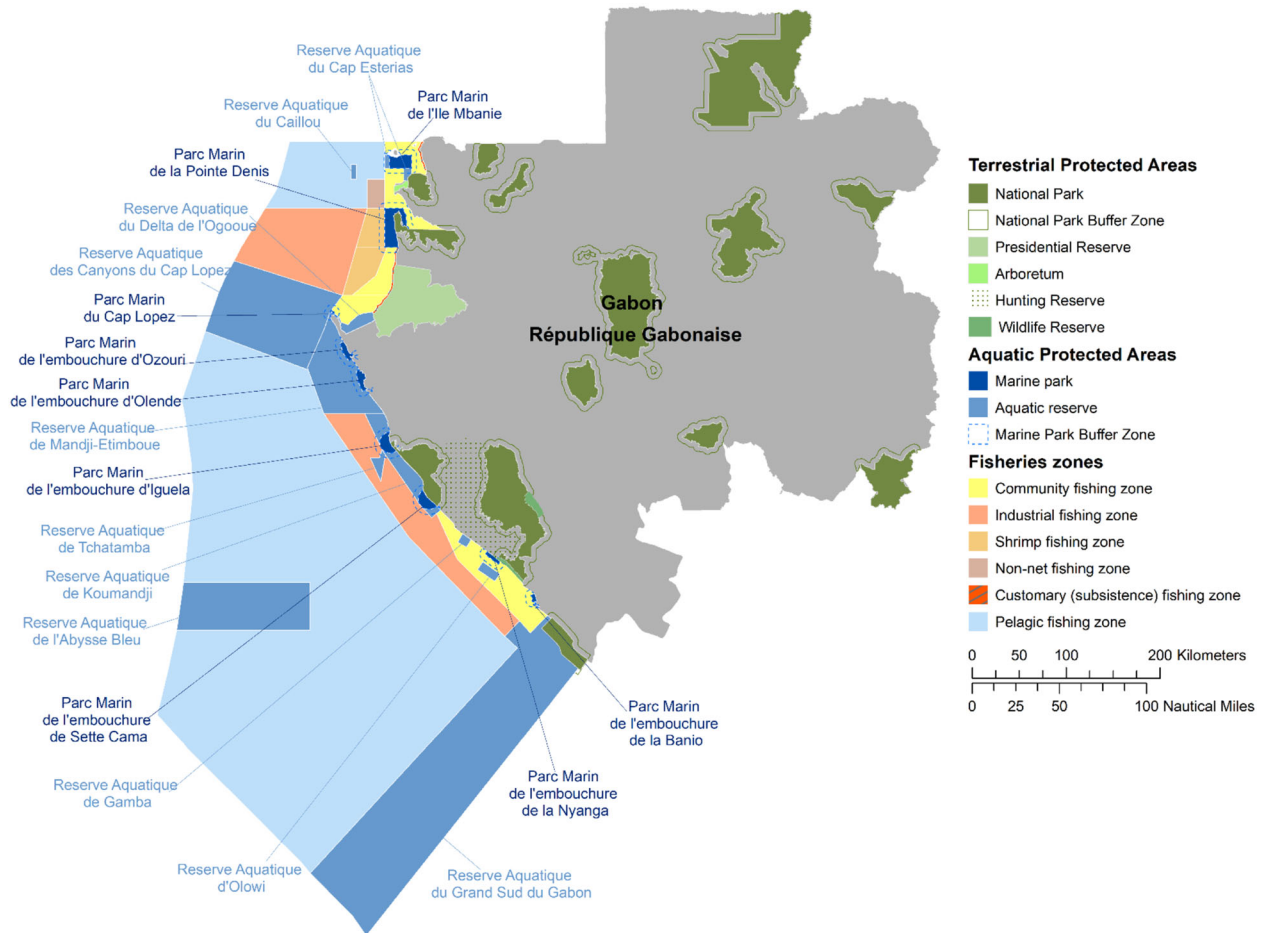 Reserve Aquatique
du Cap Esterias
Parc Marin
de l'Ile Mbanie
Reserve Aquatique
du Caillou
Parc Marin
de la Pointe Denis
Reserve Aquatique
du Delta de l'Ogooue
Reserve Aquatique
des Canyons du Cap Lopez
Parc Marin
du Cap Lopez
Parc Marin
de l'embouchure d'Ozouri
Parc Marin
de l'embouchure d'Olende
Reserve Aquatique
de Mandji-Etimboue
Parc Marin
de l'embouchure d'Iguela
Reserve Aquatique
de Tchatamba
Reserve Aquatique
de Koumandji
Reserve Aquatique
de l'Abysse Bleu
Parc Marin
de l'embouchure
de Sette Cama
Reserve Aquatique
de Gamba
Reserve Aquatique
d'Olowi
Reserve Aquatique
du Grand Sud du Gabon
Parc Marin
de l'embouchure
de la Nyanga
Parc Marin
de l'embouchure
de la Banio
Gabon
République Gabonaise
Terrestrial Protected Areas
National Park
National Park Buffer Zone
Presidential Reserve
Arboretum
Hunting Reserve
Wildlife Reserve
Aquatic Protected Areas
Marine park
Aquatic reserve
Marine Park Buffer Zone
Fisheries zones
Community fishing zone
Industrial fishing zone
Shrimp fishing zone
Non-net fishing zone
Customary (subsistence) fishing zone
Pelagic fishing zone
0 50 100 200 Kilometers
0 25 50 100 Nautical Miles